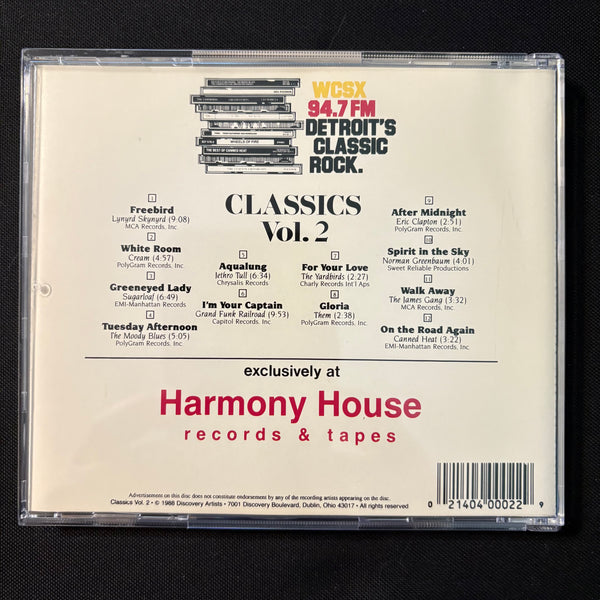 WCSX
94.7 FM
DETROIT'S
CLASSIC
ROCK.
WHEELS OF FIRE
THE BEST OF CANNED HEAT
CLASSICS
Vol. 2
1
Freebird
Lynyrd Skynyrd (9:08)
MCA Records, Inc.
2
White Room
Cream (4:57)
PolyGram Records, Inc.
3
Greeneyed Lady
Sugarloaf (6:49)
EMI-Manhattan Records
4
Tuesday Afternoon
The Moody Blues (5:05)
PolyGram Records, Inc.
5
Aqualung
Jethro Tull (6:34)
Chrysalis Records
6
I'm Your Captain
Grand Funk Railroad (9:53)
Capitol Records, Inc.
7
For Your Love
The Yardbirds (2:27)
Charly Records Int'l Aps
8
Gloria
Them (2:38)
PolyGram Records, Inc.
9
After Midnight
Eric Clapton (2:51)
PolyGram Records, Inc.
10
Spirit in the Sky
Norman Greenbaum (4:01)
Sweet Reliable Productions
11
Walk Away
The James Gang (3:32)
MCA Records, Inc.
12
On the Road Again
Canned Heat (3:22)
EMI-Manhattan Records, Inc.
exclusively at
Harmony House
records & tapes
Advertisement on this disc does not constitute endorsement by any of the recording artists appearing on the disc.
Classics Vol. 2 • © 1988 Discovery Artists • 7001 Discovery Boulevard, Dublin, Ohio 43017 • All rights reserved
0 21404 00022 9